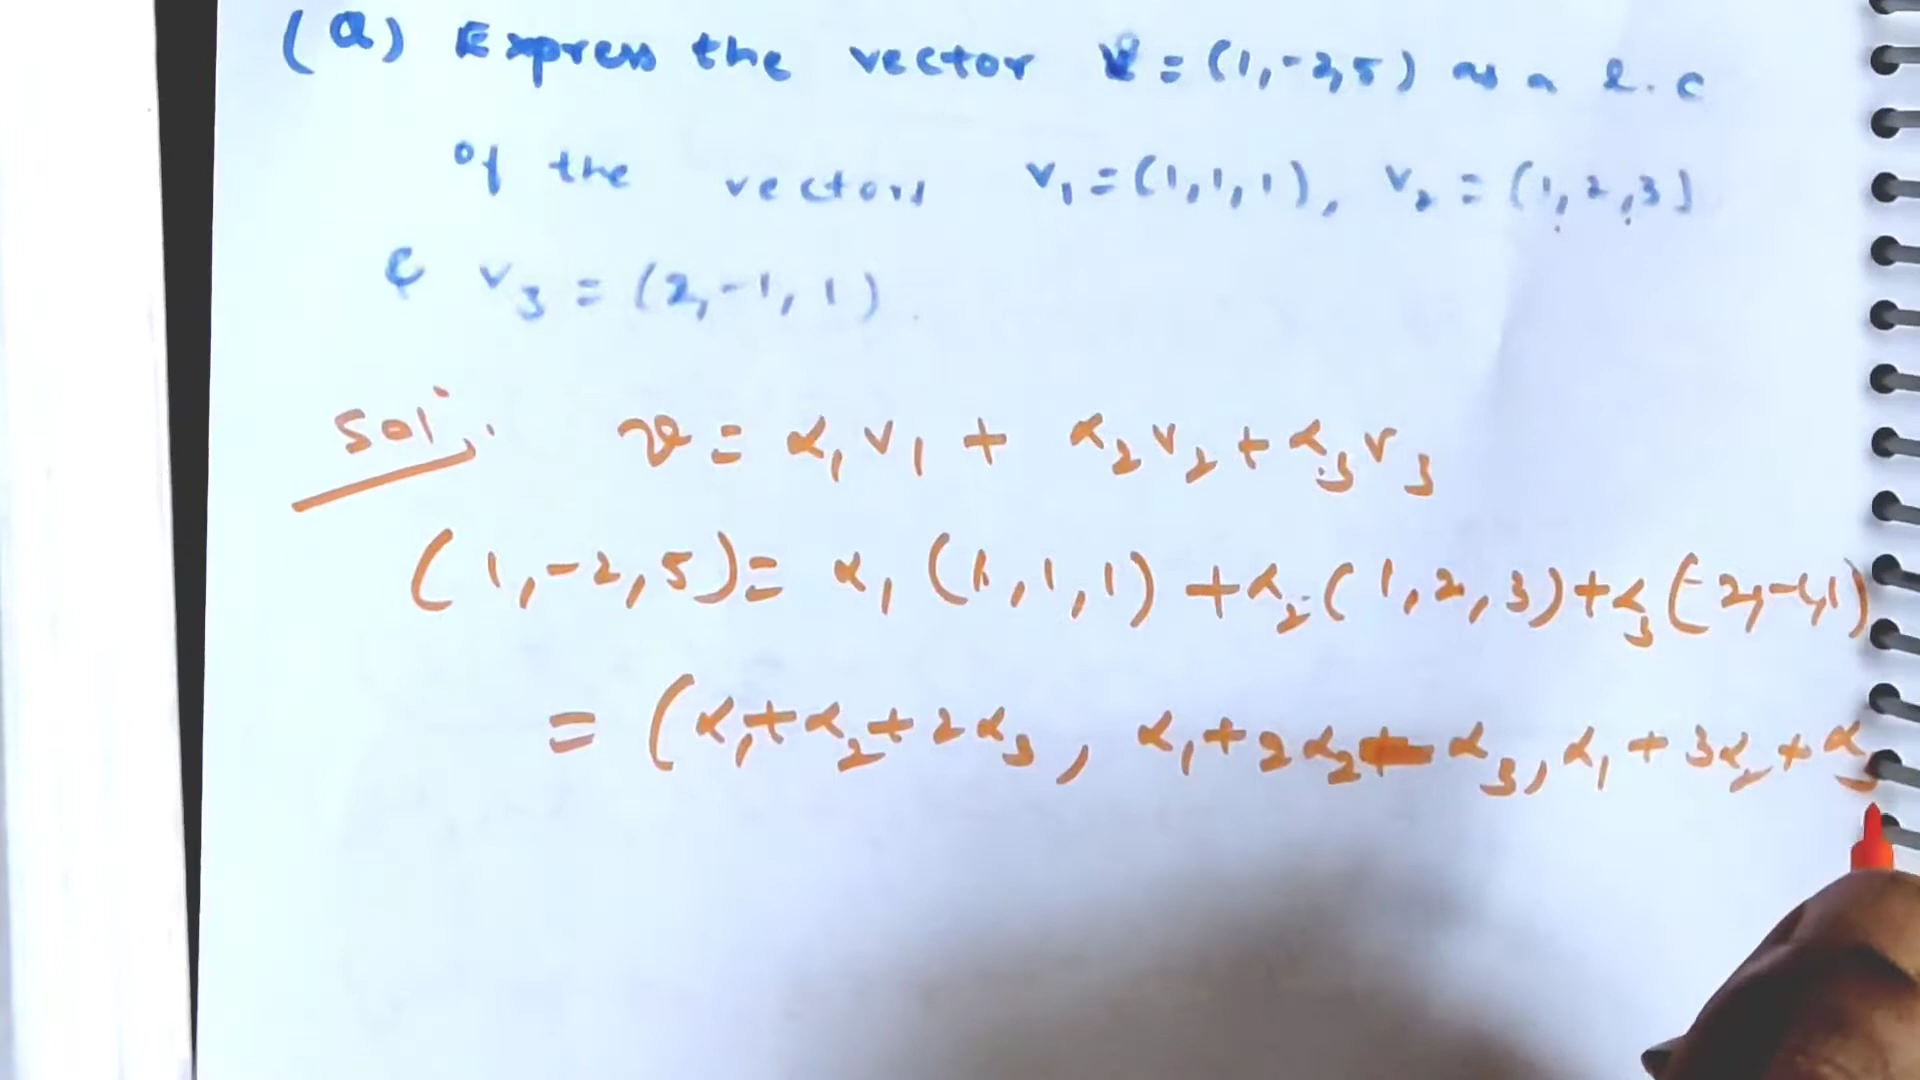 (a) Express the vector v = (1,-2,5) as a l.c
of the vectors v₁ = (1,1,1), v₂ = (1,2,3)
& v₃ = (2,-1,1).
Sol: v = α₁v₁ + α₂v₂ + α₃v₃
(1,-2,5) = α₁(1,1,1) + α₂(1,2,3) + α₃(2,-1,1)
= (α₁+α₂+2α₃, α₁+2α₂-α₃, α₁+3α₂+α₃